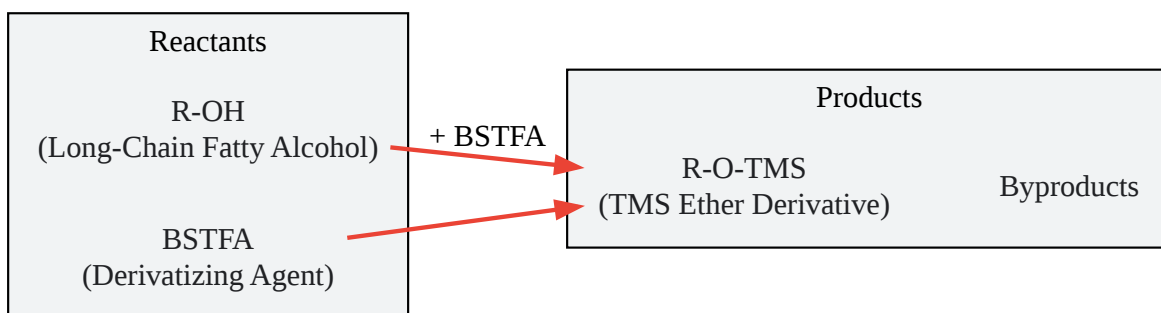 Reactants
R-OH
(Long-Chain Fatty Alcohol)
BSTFA
(Derivatizing Agent)
+ BSTFA
Products
R-O-TMS
(TMS Ether Derivative)
Byproducts